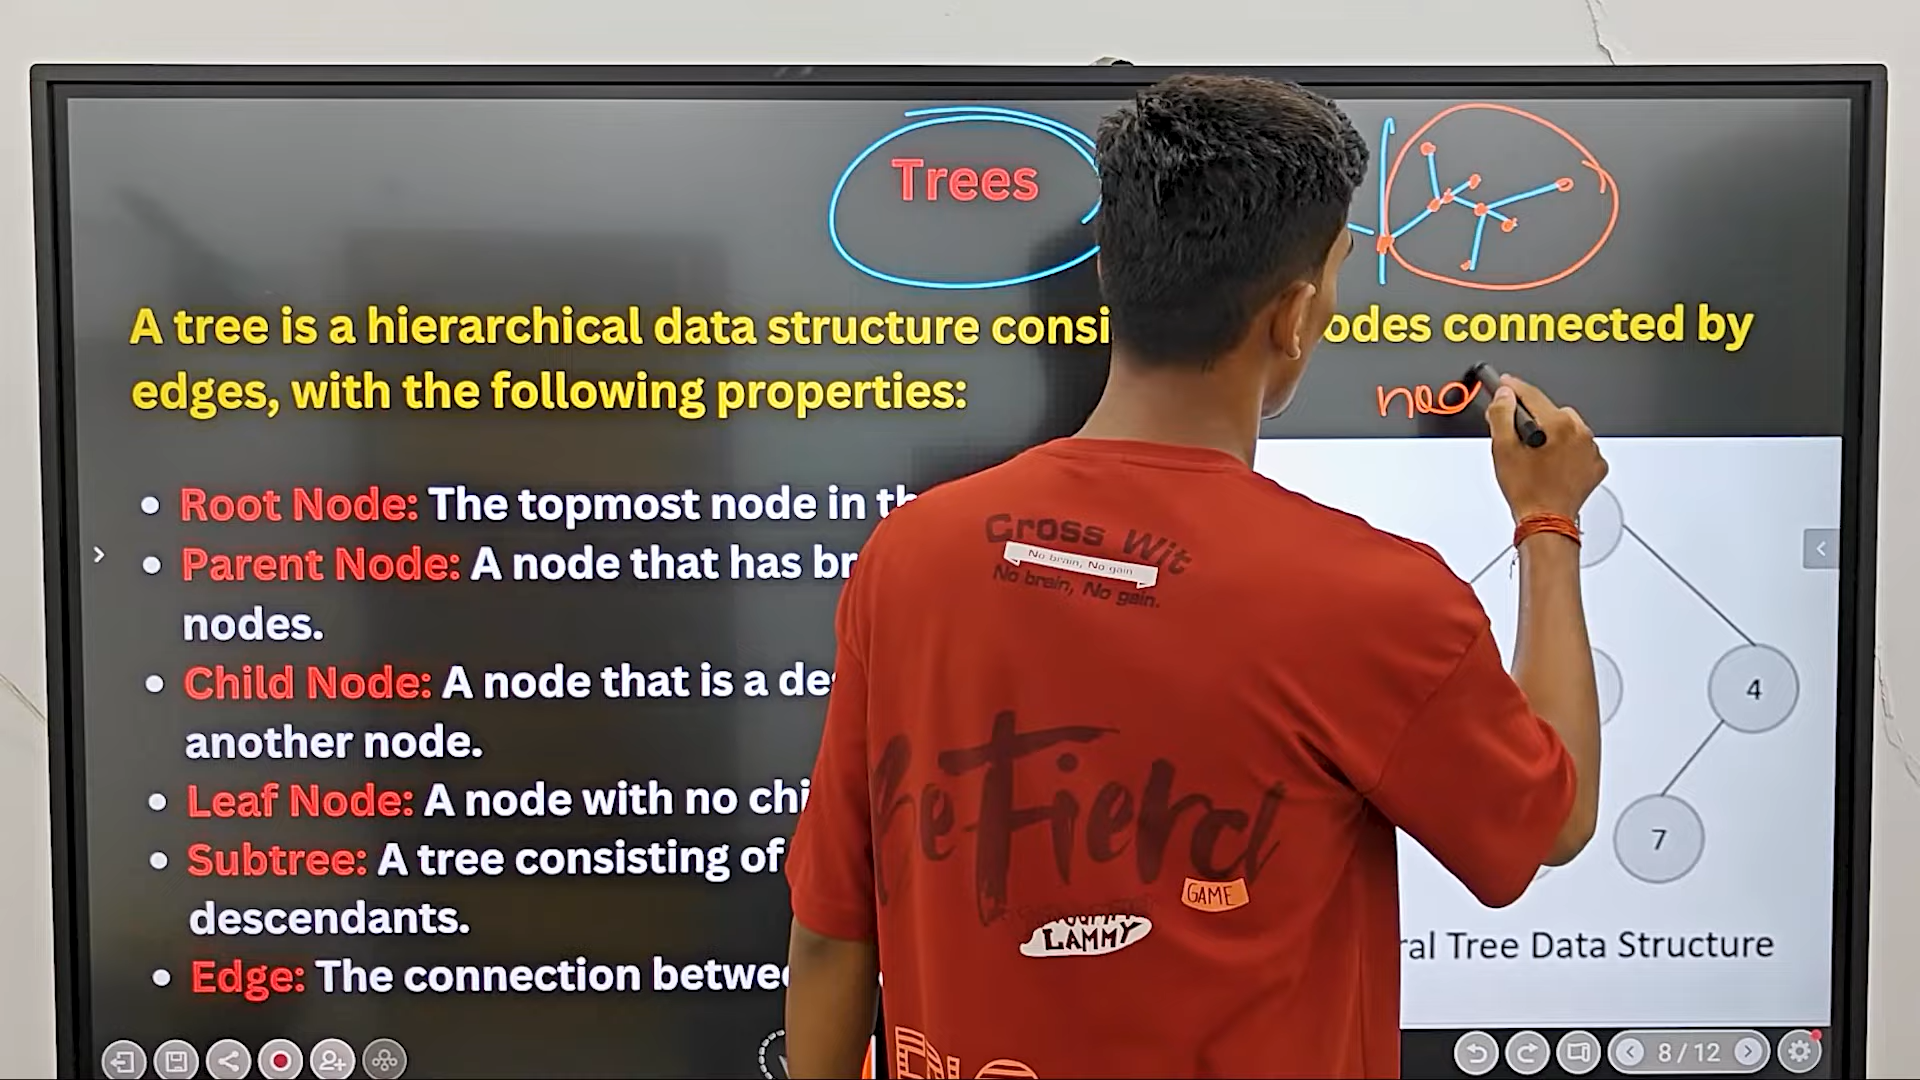 Trees
A tree is a hierarchical data structure consi odes connected by
edges, with the following properties:
Root Node: The topmost node in th
Parent Node: A node that has br
nodes.
Child Node: A node that is a de
another node.
Leaf Node: A node with no chi
Subtree: A tree consisting of
descendants.
Edge: The connection betwe
4
7
ral Tree Data Structure
8 / 12
Cross Wit
No brain, No gain
No brain, No gain.
GAME
LAMMY